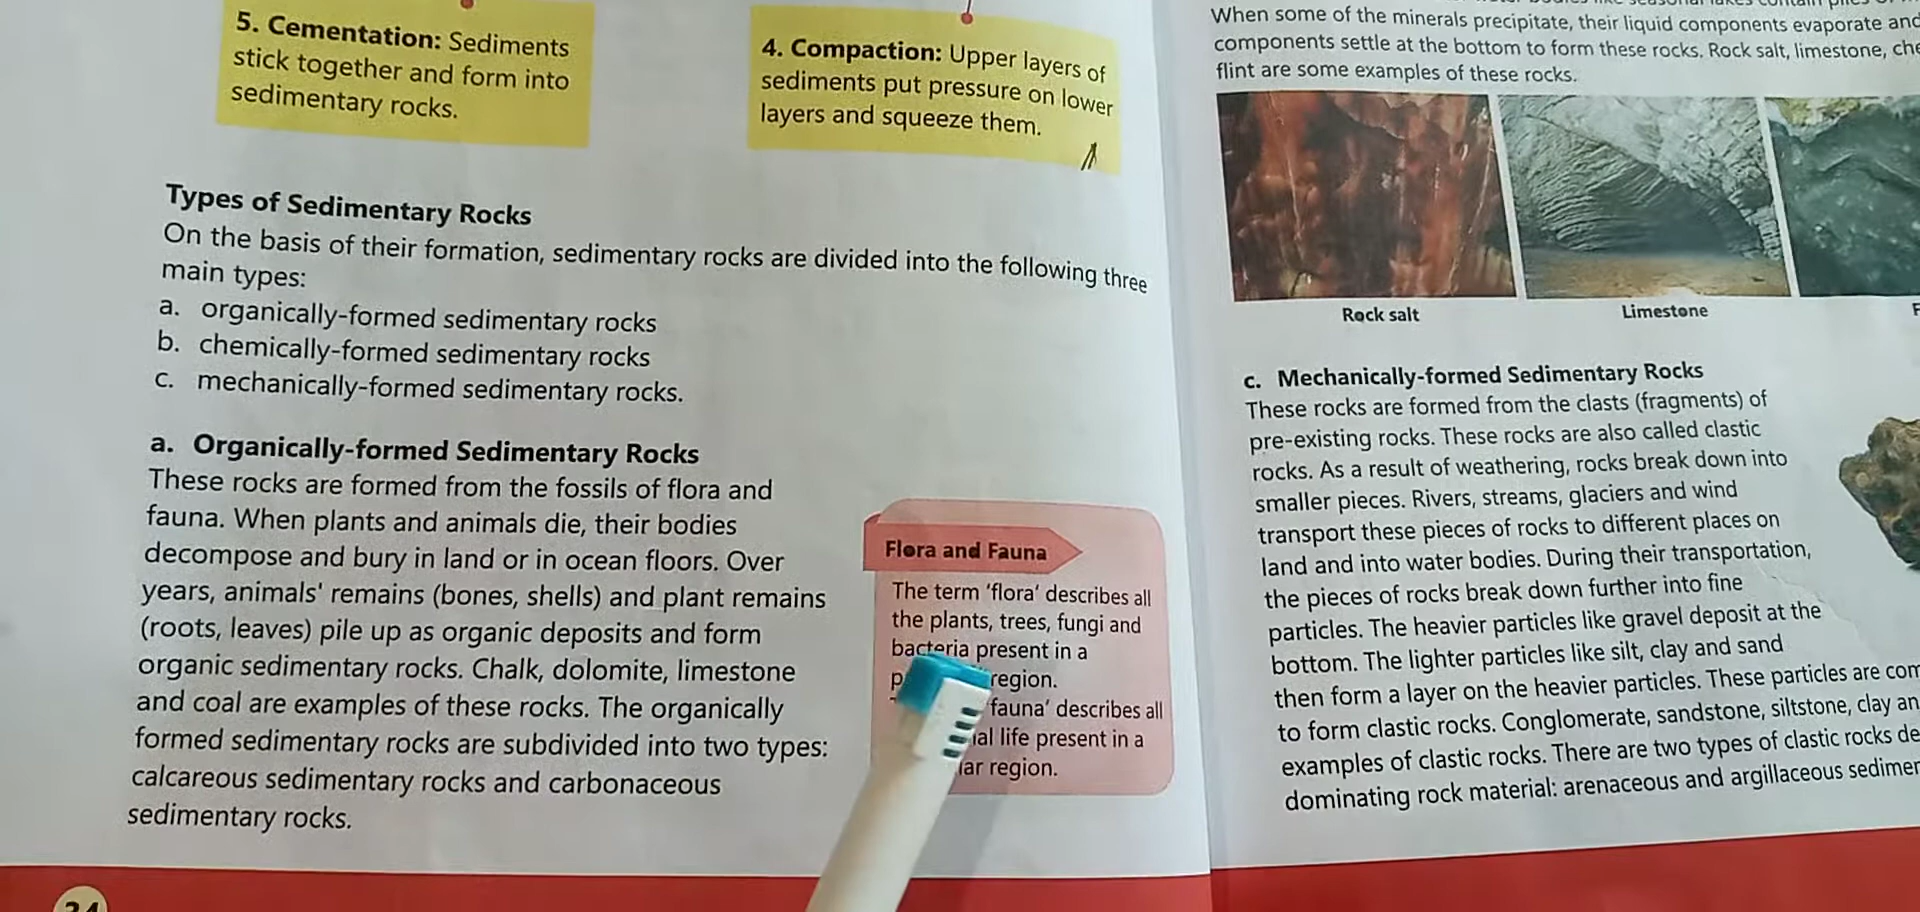 5. Cementation: Sediments
stick together and form into
sedimentary rocks.
4. Compaction: Upper layers of
sediments put pressure on lower
layers and squeeze them.
Types of Sedimentary Rocks
On the basis of their formation, sedimentary rocks are divided into the following three
main types:
a. organically-formed sedimentary rocks
b. chemically-formed sedimentary rocks
c. mechanically-formed sedimentary rocks.
a. Organically-formed Sedimentary Rocks
These rocks are formed from the fossils of flora and
fauna. When plants and animals die, their bodies
decompose and bury in land or in ocean floors. Over
years, animals' remains (bones, shells) and plant remains
(roots, leaves) pile up as organic deposits and form
organic sedimentary rocks. Chalk, dolomite, limestone
and coal are examples of these rocks. The organically
formed sedimentary rocks are subdivided into two types:
calcareous sedimentary rocks and carbonaceous
sedimentary rocks.
Flora and Fauna
The term 'flora' describes all
the plants, trees, fungi and
bacteria present in a
region.
fauna' describes all
life present in a
region.
When some of the minerals precipitate, their liquid components evaporate and
components settle at the bottom to form these rocks. Rock salt, limestone,
flint are some examples of these rocks.
Rock salt
Limestone
c. Mechanically-formed Sedimentary Rocks
These rocks are formed from the clasts (fragments) of
pre-existing rocks. These rocks are also called clastic
rocks. As a result of weathering, rocks break down into
smaller pieces. Rivers, streams, glaciers and wind
transport these pieces of rocks to different places on
land and into water bodies. During their transportation,
the pieces of rocks break down further into fine
particles. The heavier particles like gravel deposit at the
bottom. The lighter particles like silt, clay and sand
then form a layer on the heavier particles. These particles are
to form clastic rocks. Conglomerate, sandstone, siltstone, clay
examples of clastic rocks. There are two types of clastic rocks
dominating rock material: arenaceous and argillaceous